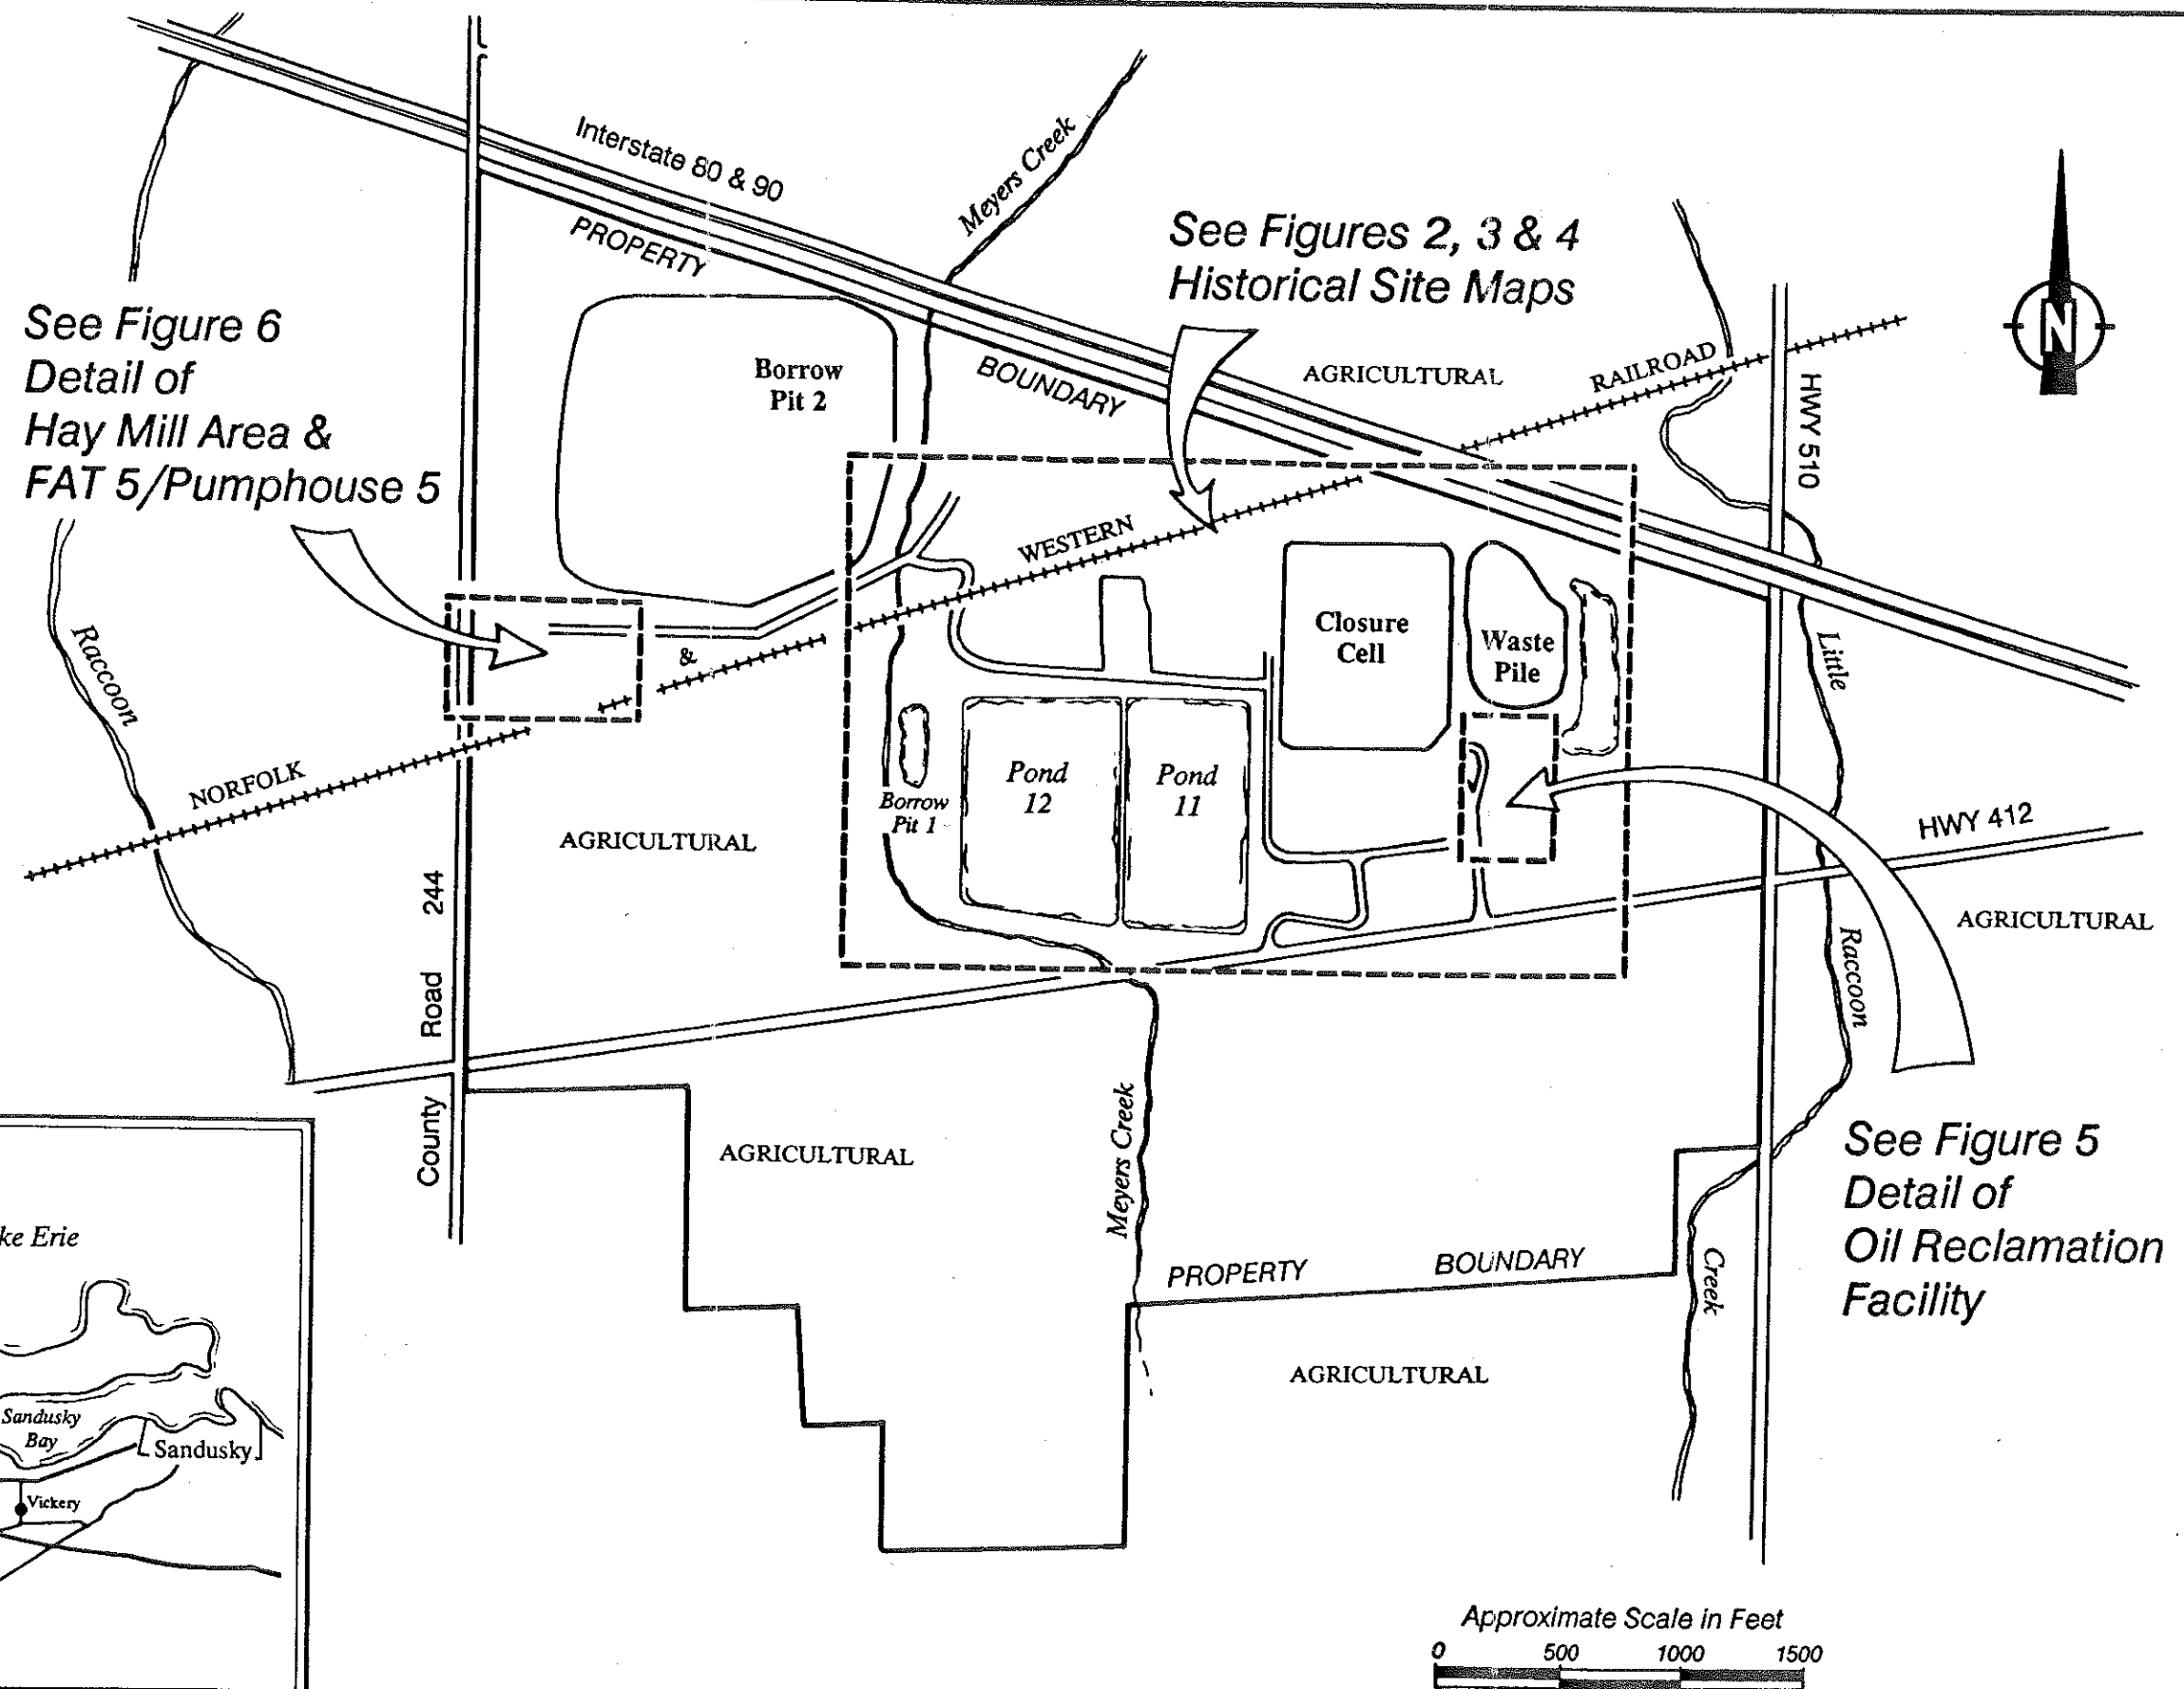 Interstate 80 & 90
PROPERTY
BOUNDARY
Meyers Creek
See Figures 2, 3 & 4
Historical Site Maps
N
See Figure 6
Detail of
Hay Mill Area &
FAT 5/Pumphouse 5
Borrow
Pit 2
AGRICULTURAL
RAILROAD
HWY 510
WESTERN
&
NORFOLK
Raccoon
Closure
Cell
Waste
Pile
Little
Raccoon
Creek
Borrow
Pit 1
Pond
12
Pond
11
AGRICULTURAL
HWY 412
AGRICULTURAL
County Road 244
AGRICULTURAL
Meyers Creek
See Figure 5
Detail of
Oil Reclamation
Facility
PROPERTY BOUNDARY
AGRICULTURAL
ke Erie
Sandusky
Bay
Sandusky
Vickery
Approximate Scale in Feet
0 500 1000 1500